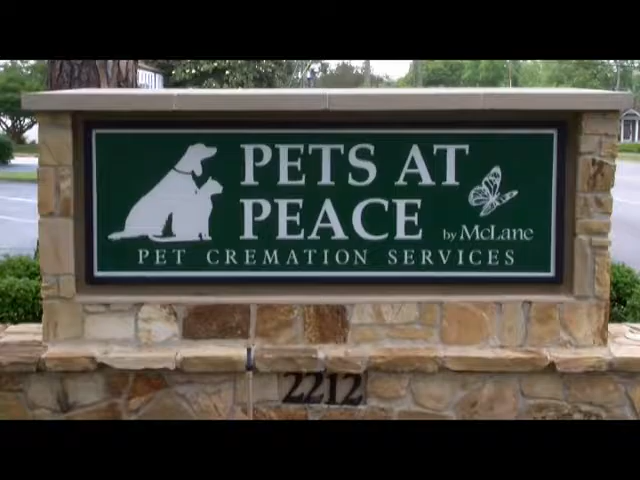 PETS AT
PEACE
by McLANE
PET CREMATION SERVICES
2212